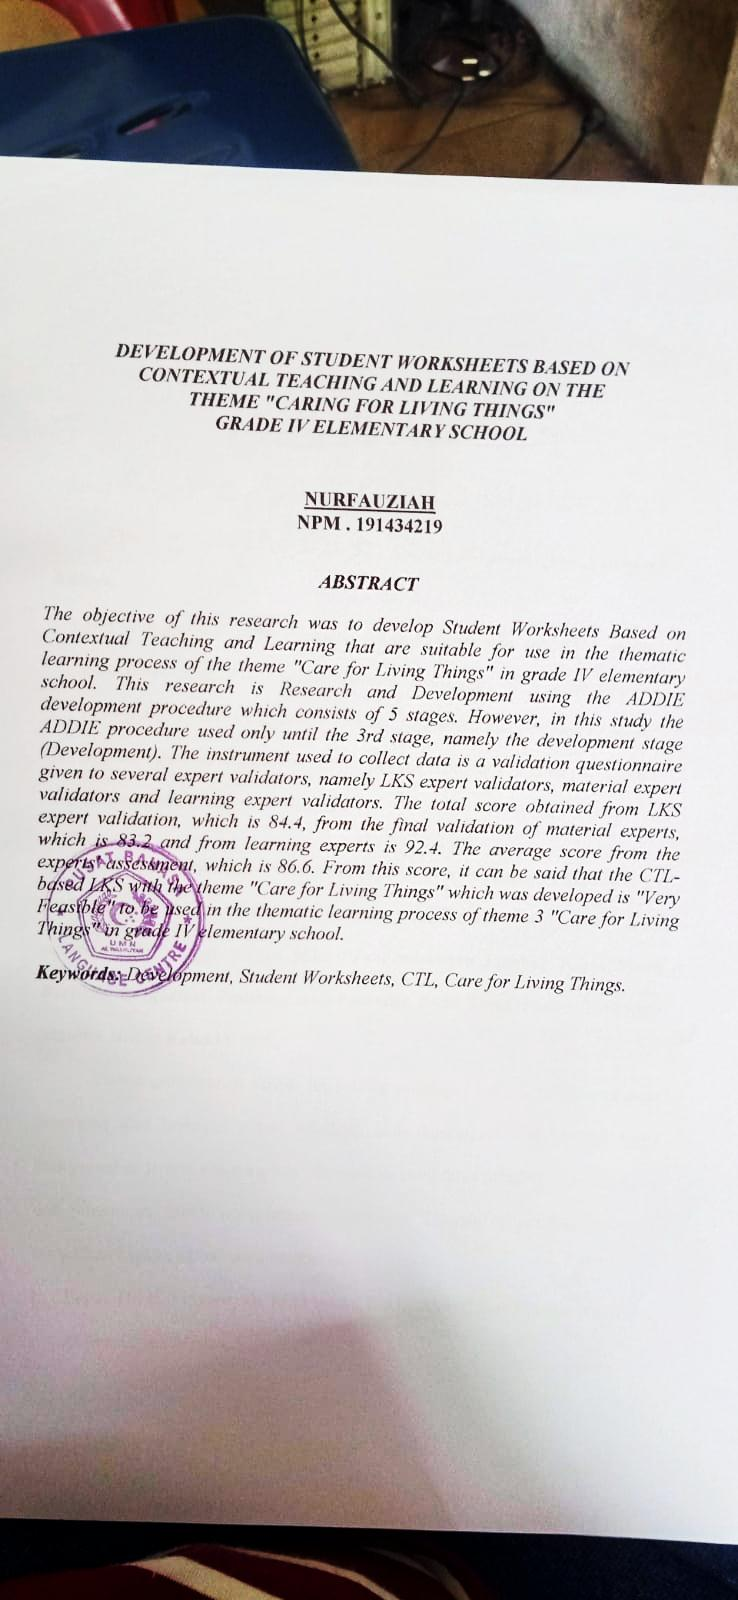 DEVELOPMENT OF STUDENT WORKSHEETS BASED ON
CONTEXTUAL TEACHING AND LEARNING ON THE
THEME "CARING FOR LIVING THINGS"
GRADE IV ELEMENTARY SCHOOL
NURFAUZIAH
NPM . 191434219
ABSTRACT
The objective of this research was to develop Student Worksheets Based on
Contextual Teaching and Learning that are suitable for use in the thematic
learning process of the theme "Care for Living Things" in grade IV elementary
school. This research is Research and Development using the ADDIE
development procedure which consists of 5 stages. However, in this study the
ADDIE procedure used only until the 3rd stage, namely the development stage
(Development). The instrument used to collect data is a validation questionnaire
given to several expert validators, namely LKS expert validators, material expert
validators and learning expert validators. The total score obtained from LKS
expert validation, which is 84.4, from the final validation of material experts,
which is 83.2 and from learning experts is 92.4. The average score from the
experts' assessment, which is 86.6. From this score, it can be said that the CTL-
based LKS with the theme "Care for Living Things" which was developed is "Very
Feasible" to be used in the thematic learning process of theme 3 "Care for Living
Things" in grade IV elementary school.
Keywords: Development, Student Worksheets, CTL, Care for Living Things.
PUSAT BAHASA
UMN
AL WASHLIYAH
LANGUAGE CENTRE